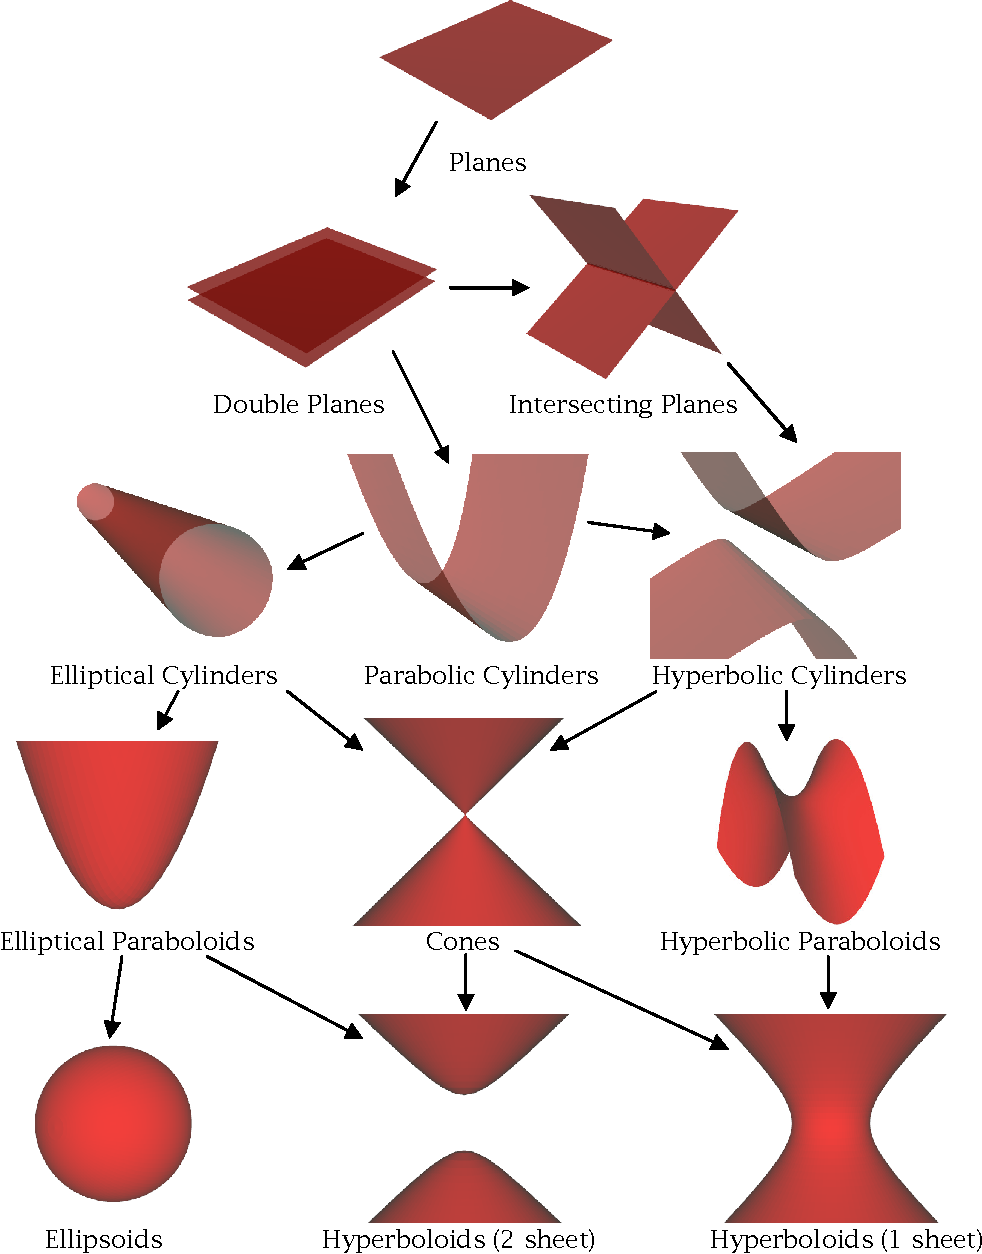 Planes
Double Planes
Intersecting Planes
Elliptical Cylinders
Parabolic Cylinders
Hyperbolic Cylinders
Elliptical Paraboloids
Cones
Hyperbolic Paraboloids
Ellipsoids
Hyperboloids (2 sheet)
Hyperboloids (1 sheet)